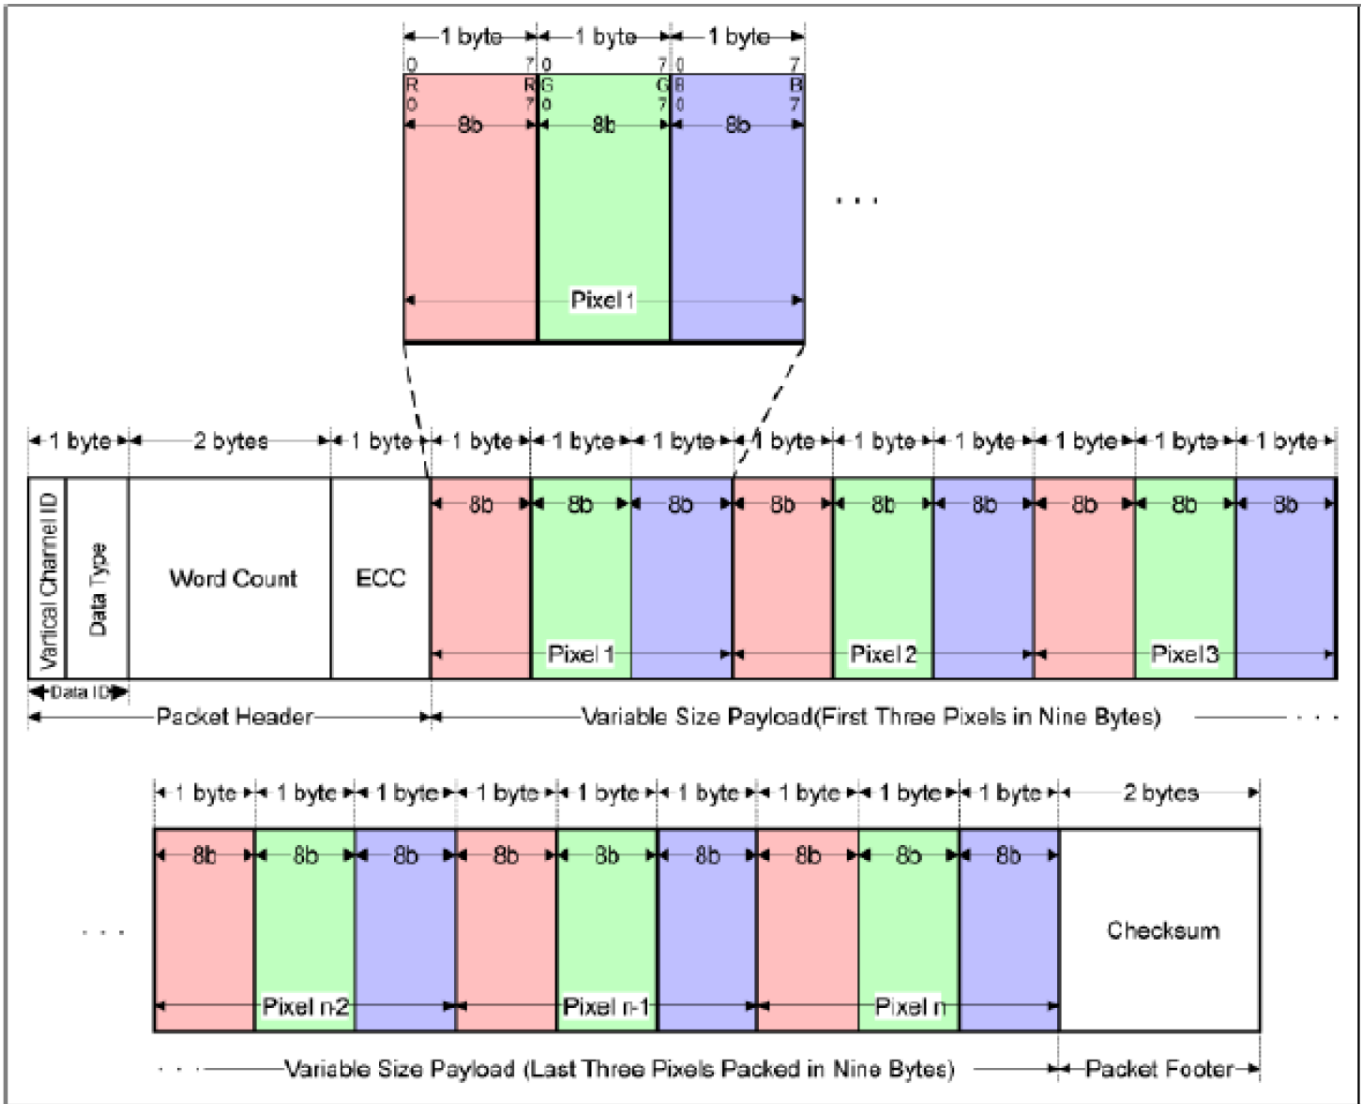 1 byte 1 byte 1 byte
0 7 0 7 0 7
R R G G B B
0 7 0 7 0 7
8b 8b 8b
. . .
Pixel 1
1 byte 2 bytes 1 byte 1 byte 1 byte 1 byte 1 byte 1 byte 1 byte 1 byte 1 byte 1 byte
8b 8b 8b 8b 8b 8b 8b 8b 8b
Vartical Channel ID
Data Type
Word Count
ECC
Pixel 1 Pixel 2 Pixel 3
Data ID
Packet Header Variable Size Payload(First Three Pixels in Nine Bytes) . . .
1 byte 1 byte 1 byte 1 byte 1 byte 1 byte 1 byte 1 byte 1 byte 2 bytes
8b 8b 8b 8b 8b 8b 8b 8b 8b
. . .
Checksum
Pixel n-2 Pixel n-1 Pixel n
. . . Variable Size Payload (Last Three Pixels Packed in Nine Bytes) Packet Footer